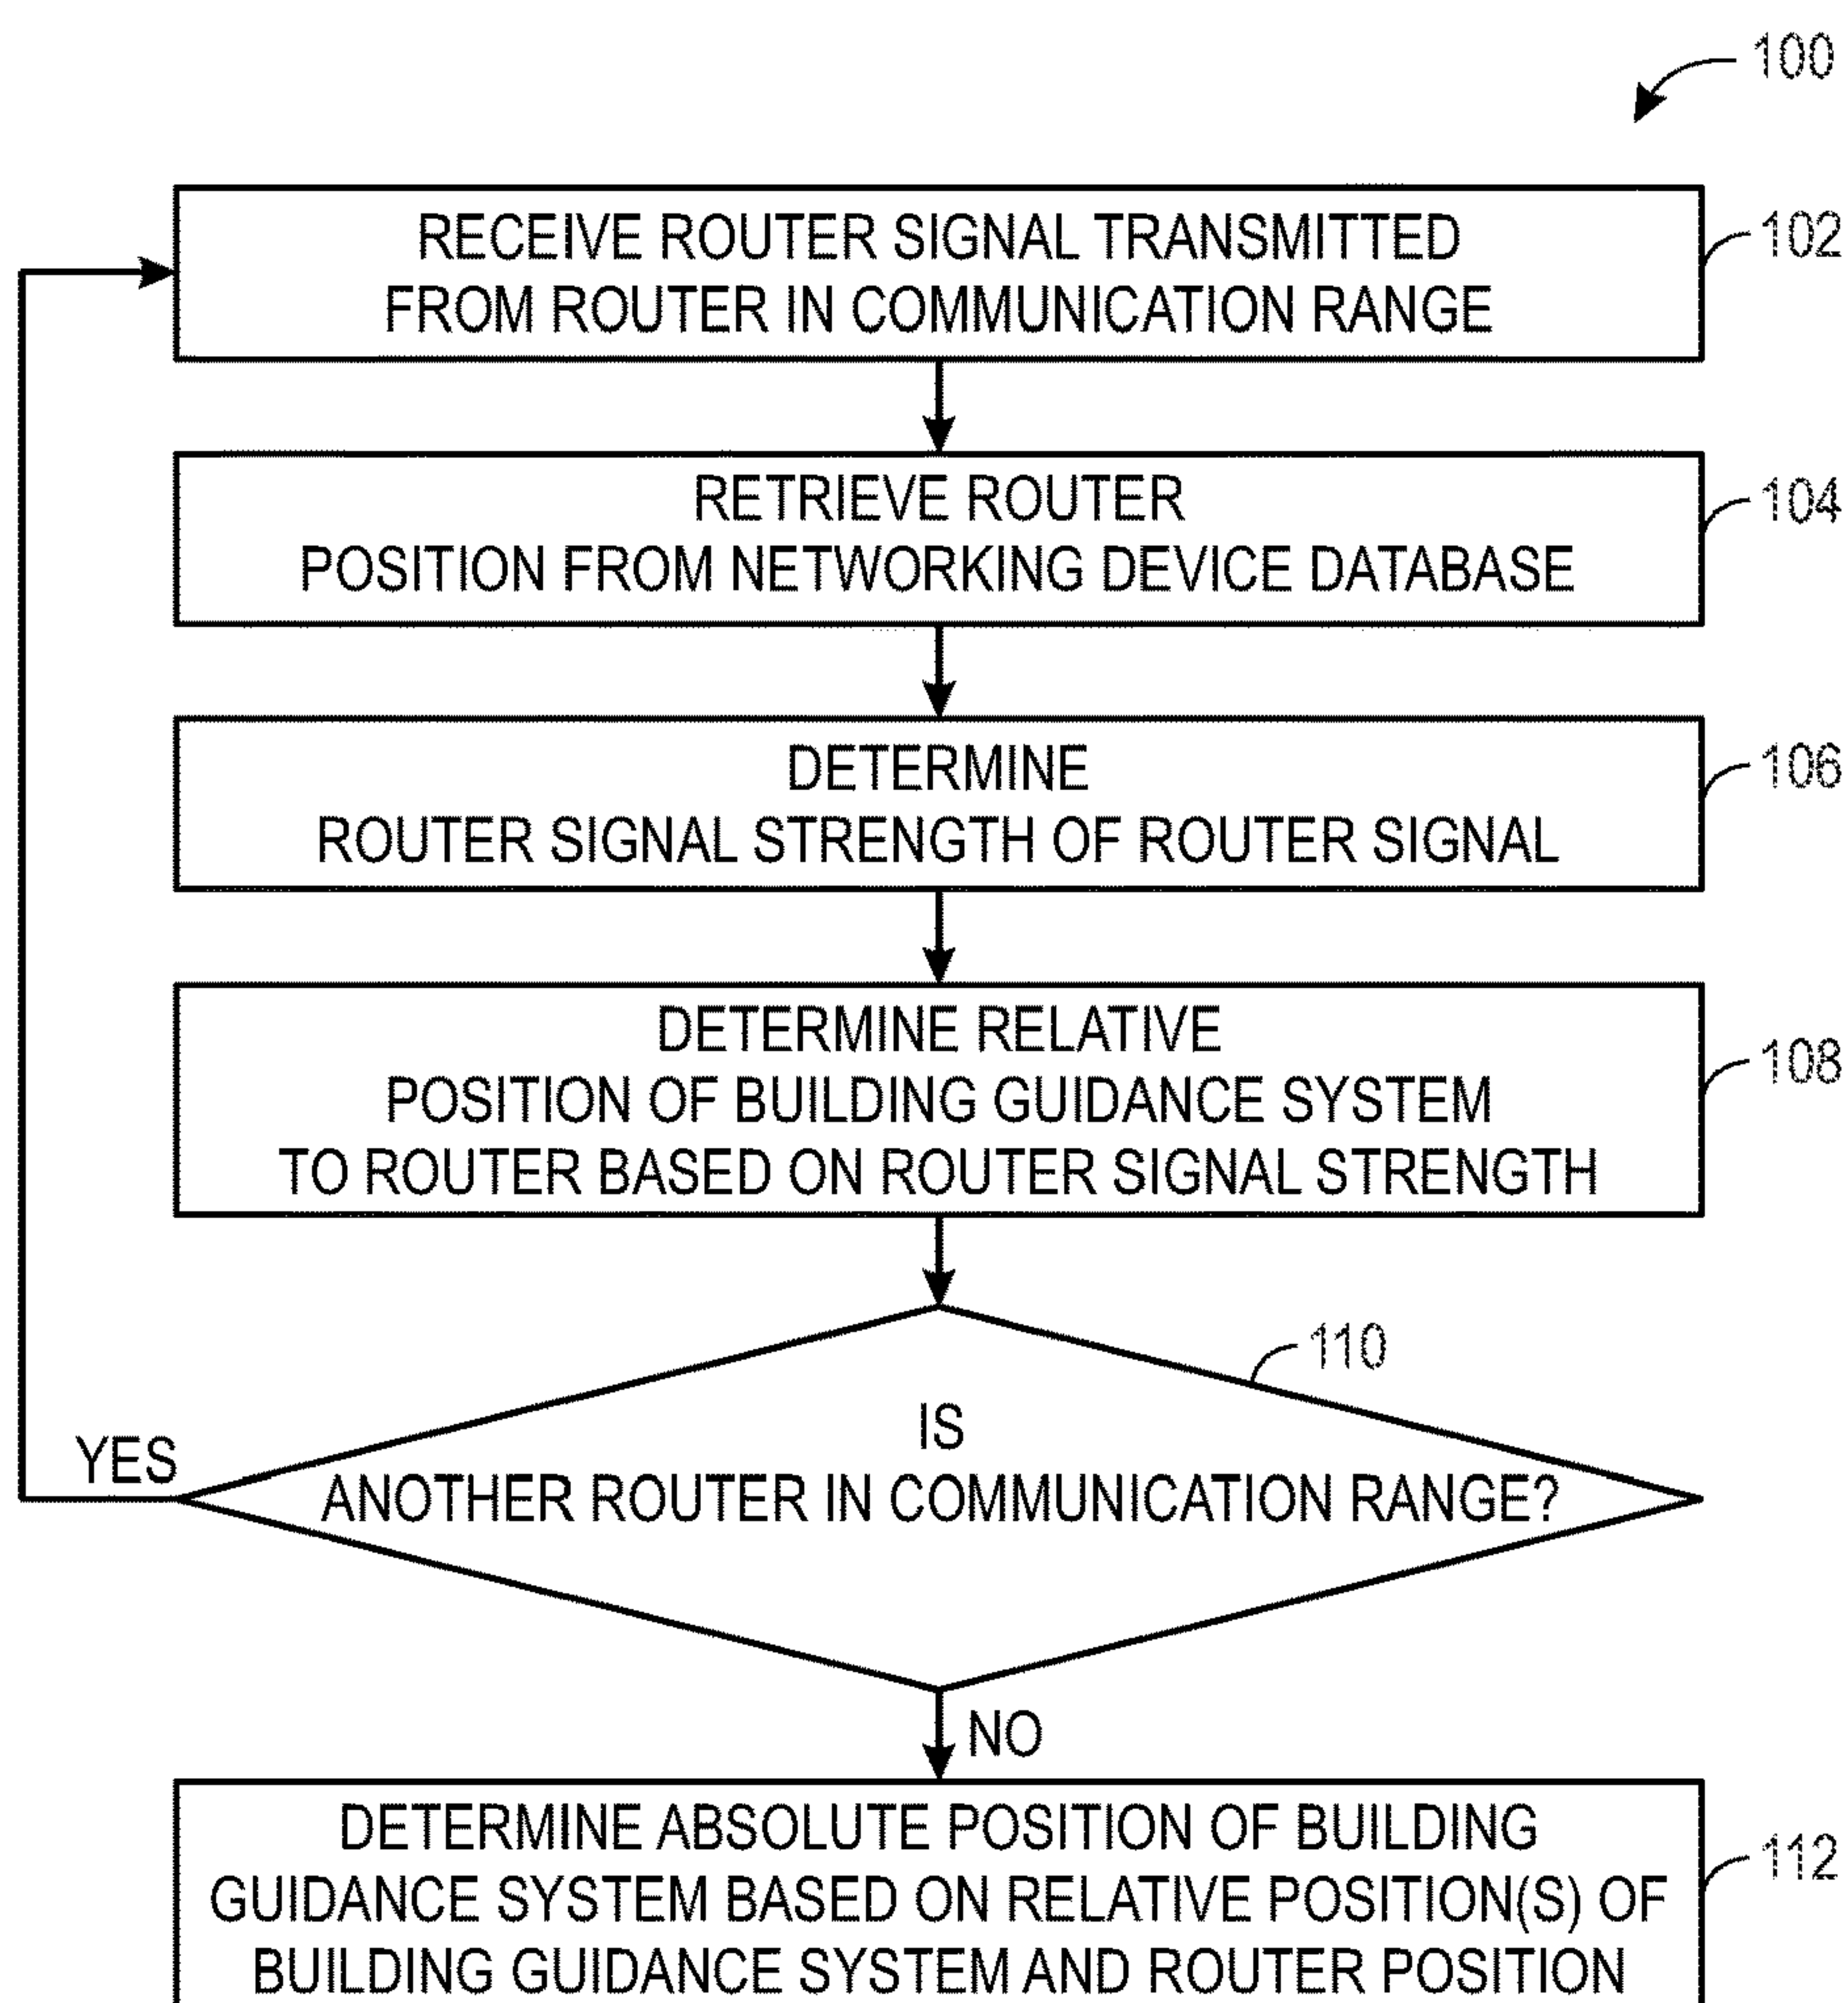 100
RECEIVE ROUTER SIGNAL TRANSMITTED
FROM ROUTER IN COMMUNICATION RANGE
102
RETRIEVE ROUTER
POSITION FROM NETWORKING DEVICE DATABASE
104
DETERMINE
ROUTER SIGNAL STRENGTH OF ROUTER SIGNAL
106
DETERMINE RELATIVE
POSITION OF BUILDING GUIDANCE SYSTEM
TO ROUTER BASED ON ROUTER SIGNAL STRENGTH
108
110
IS
ANOTHER ROUTER IN COMMUNICATION RANGE?
YES
NO
DETERMINE ABSOLUTE POSITION OF BUILDING
GUIDANCE SYSTEM BASED ON RELATIVE POSITION(S) OF
BUILDING GUIDANCE SYSTEM AND ROUTER POSITION
112